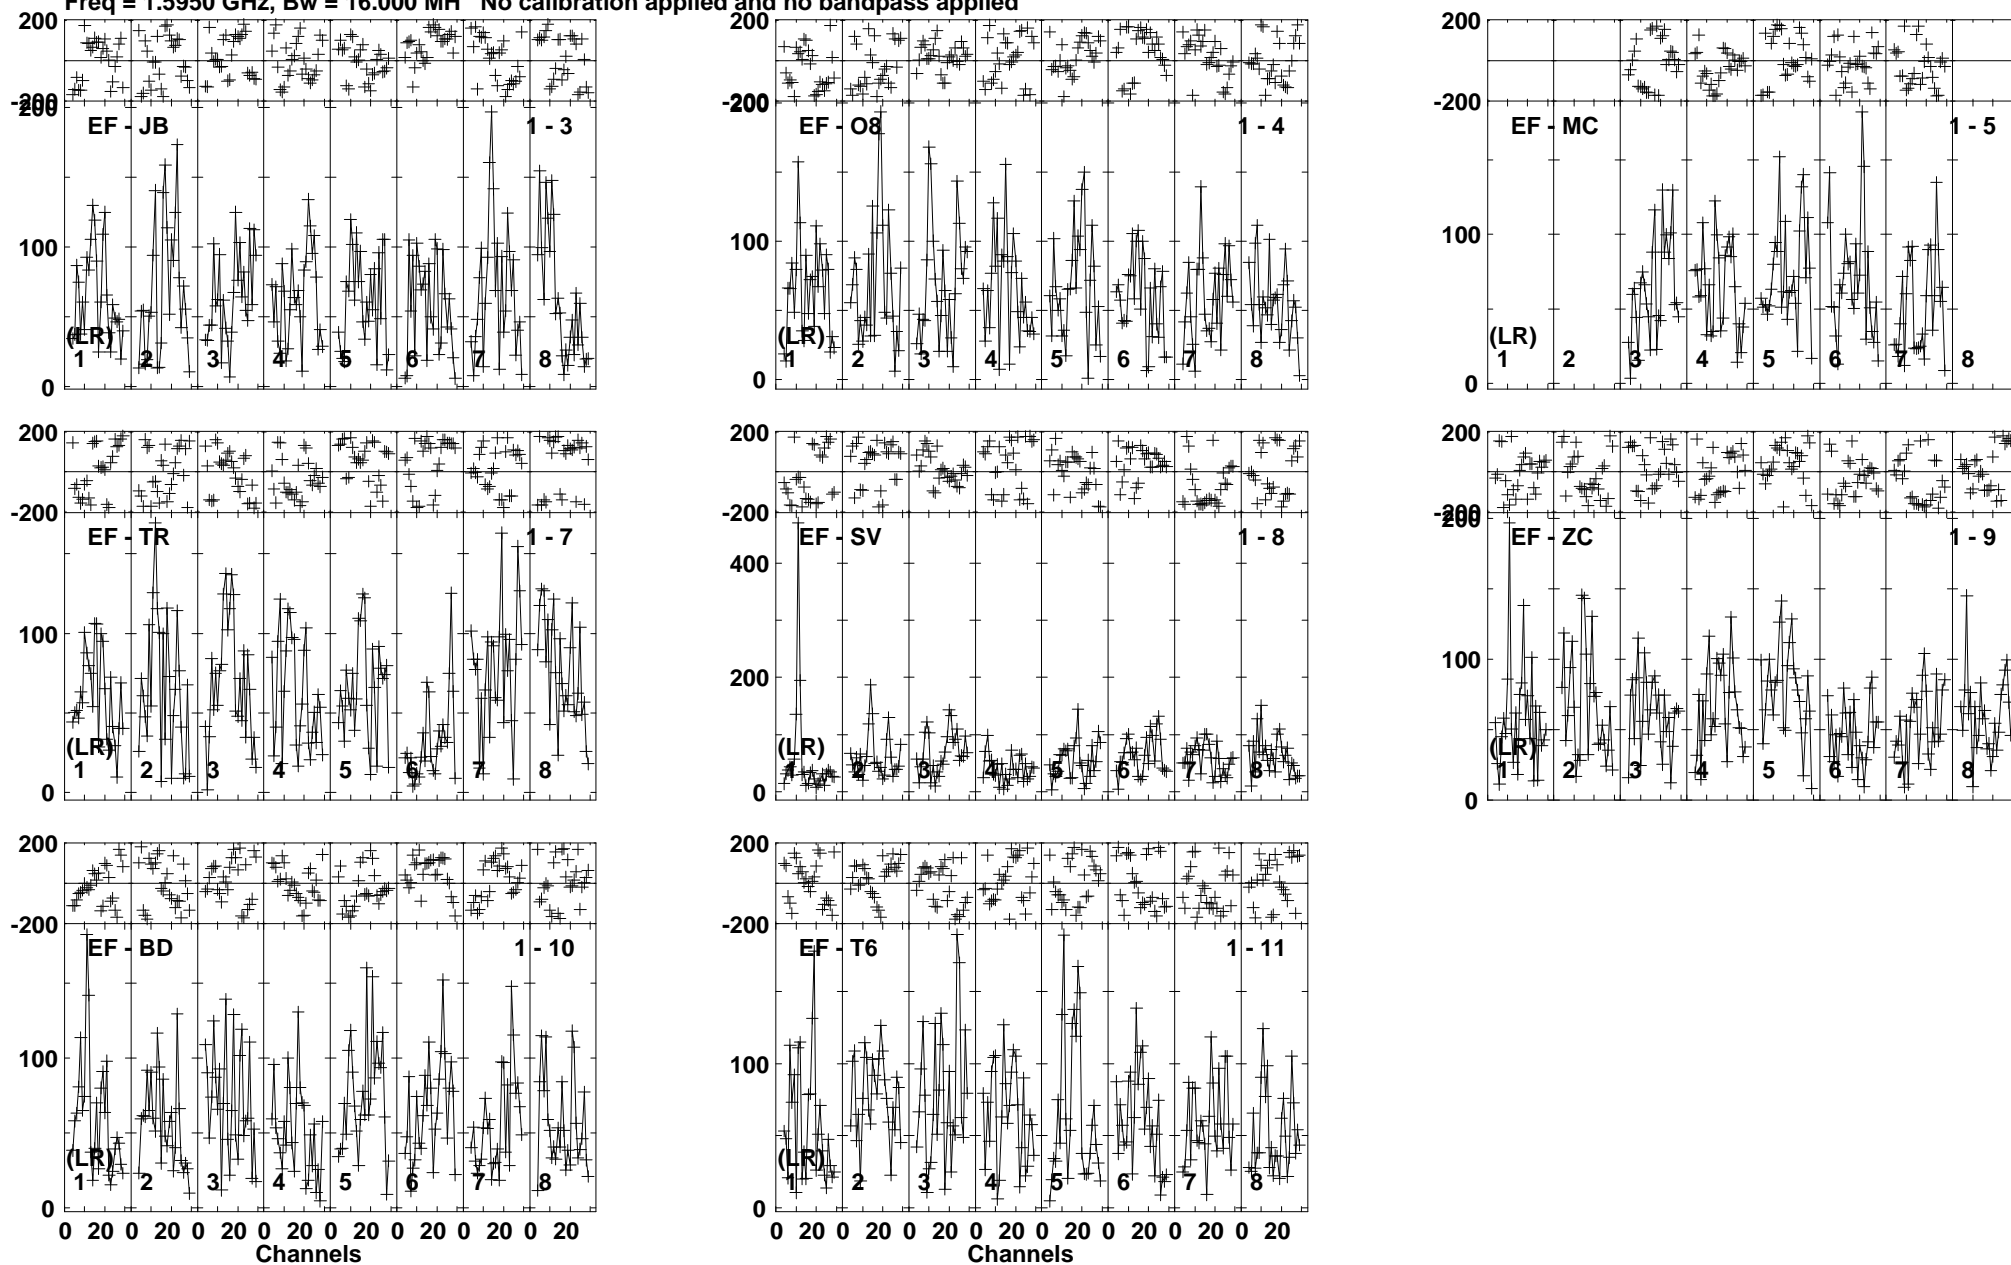 Freq = 1.5950 GHz, Bw = 16.000 MH No calibration applied and no bandpass applied
200 200 200
-200 -200 -200
200 200
EF - JB 1 - 3 EF - O8 1 - 4 EF - MC 1 - 5
100 100 100
(LR) (LR)
1 2 3 4 5 6 7 8 1 2 3 4 5 6 7 8 1 2 3 4 5 6 7 8
0 0 0
200 200 200
-200 -200 -200
200
EF - TR 1 - 7 EF - SV 1 - 8 EF - ZC 1 - 9
400
100 200 100
(LR) (LR) (LR)
1 2 3 4 5 6 7 8 1 2 3 4 5 6 7 8 1 2 3 4 5 6 7 8
0 0 0
200 200
-200 -200
EF - BD 1 - 10 EF - T6 1 - 11
100 100
(LR) (LR)
1 2 3 4 5 6 7 8 1 2 3 4 5 6 7 8
0 0
0 20 0 20 0 20 0 20 0 20 0 20 0 20 0 20 0 20 0 20 0 20 0 20 0 20 0 20 0 20 0 20
Channels Channels